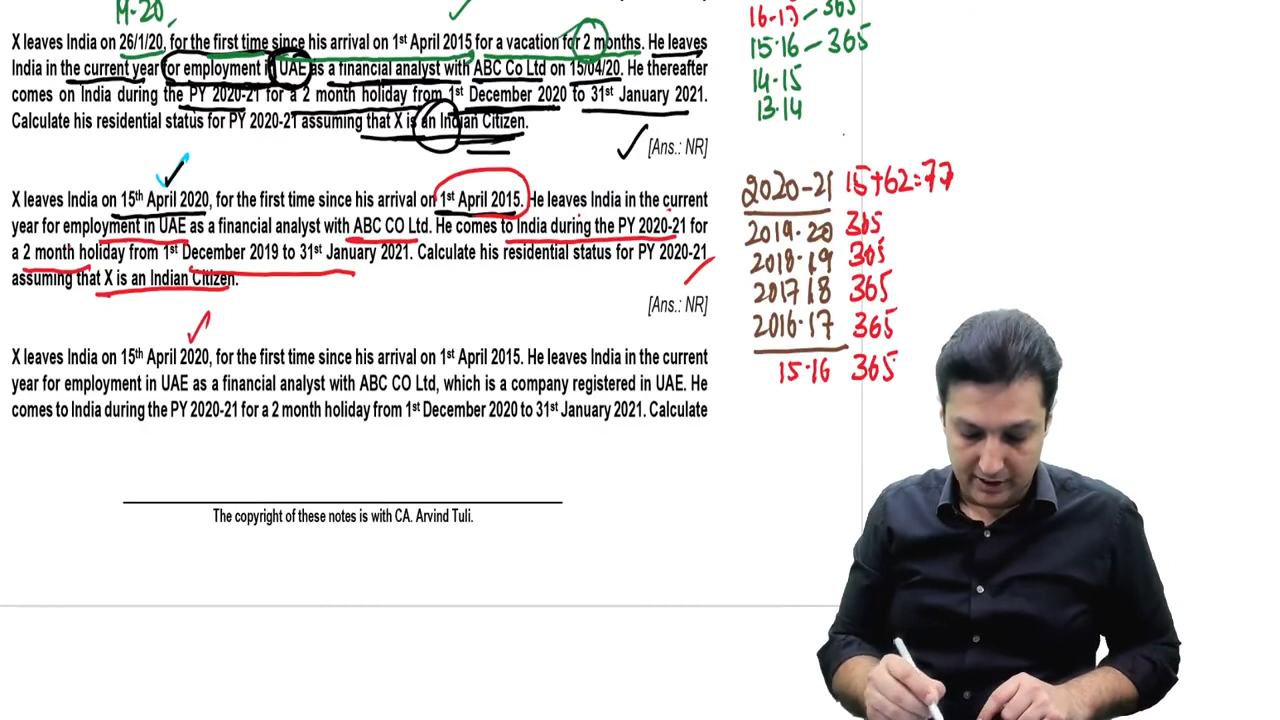 19-20,
X leaves India on 26/1/20, for the first time since his arrival on 1st April 2015 for a vacation for 2 months. He leaves
India in the current year for employment in UAE as a financial analyst with ABC Co Ltd on 15/04/20. He thereafter
comes on India during the PY 2020-21 for a 2 month holiday from 1st December 2020 to 31st January 2021.
Calculate his residential status for PY 2020-21 assuming that X is an Indian Citizen.
[Ans.: NR]
X leaves India on 15th April 2020, for the first time since his arrival on 1st April 2015. He leaves India in the current
year for employment in UAE as a financial analyst with ABC CO Ltd. He comes to India during the PY 2020-21 for
a 2 month holiday from 1st December 2019 to 31st January 2021. Calculate his residential status for PY 2020-21
assuming that X is an Indian Citizen.
[Ans.: NR]
X leaves India on 15th April 2020, for the first time since his arrival on 1st April 2015. He leaves India in the current
year for employment in UAE as a financial analyst with ABC CO Ltd, which is a company registered in UAE. He
comes to India during the PY 2020-21 for a 2 month holiday from 1st December 2020 to 31st January 2021. Calculate
The copyright of these notes is with CA. Arvind Tuli.
16-17 - 365
15-16 - 365
14-15
13-14
2020-21 15+62=77
2019-20 365
2018-19 365
2017-18 365
2016-17 365
15-16 365